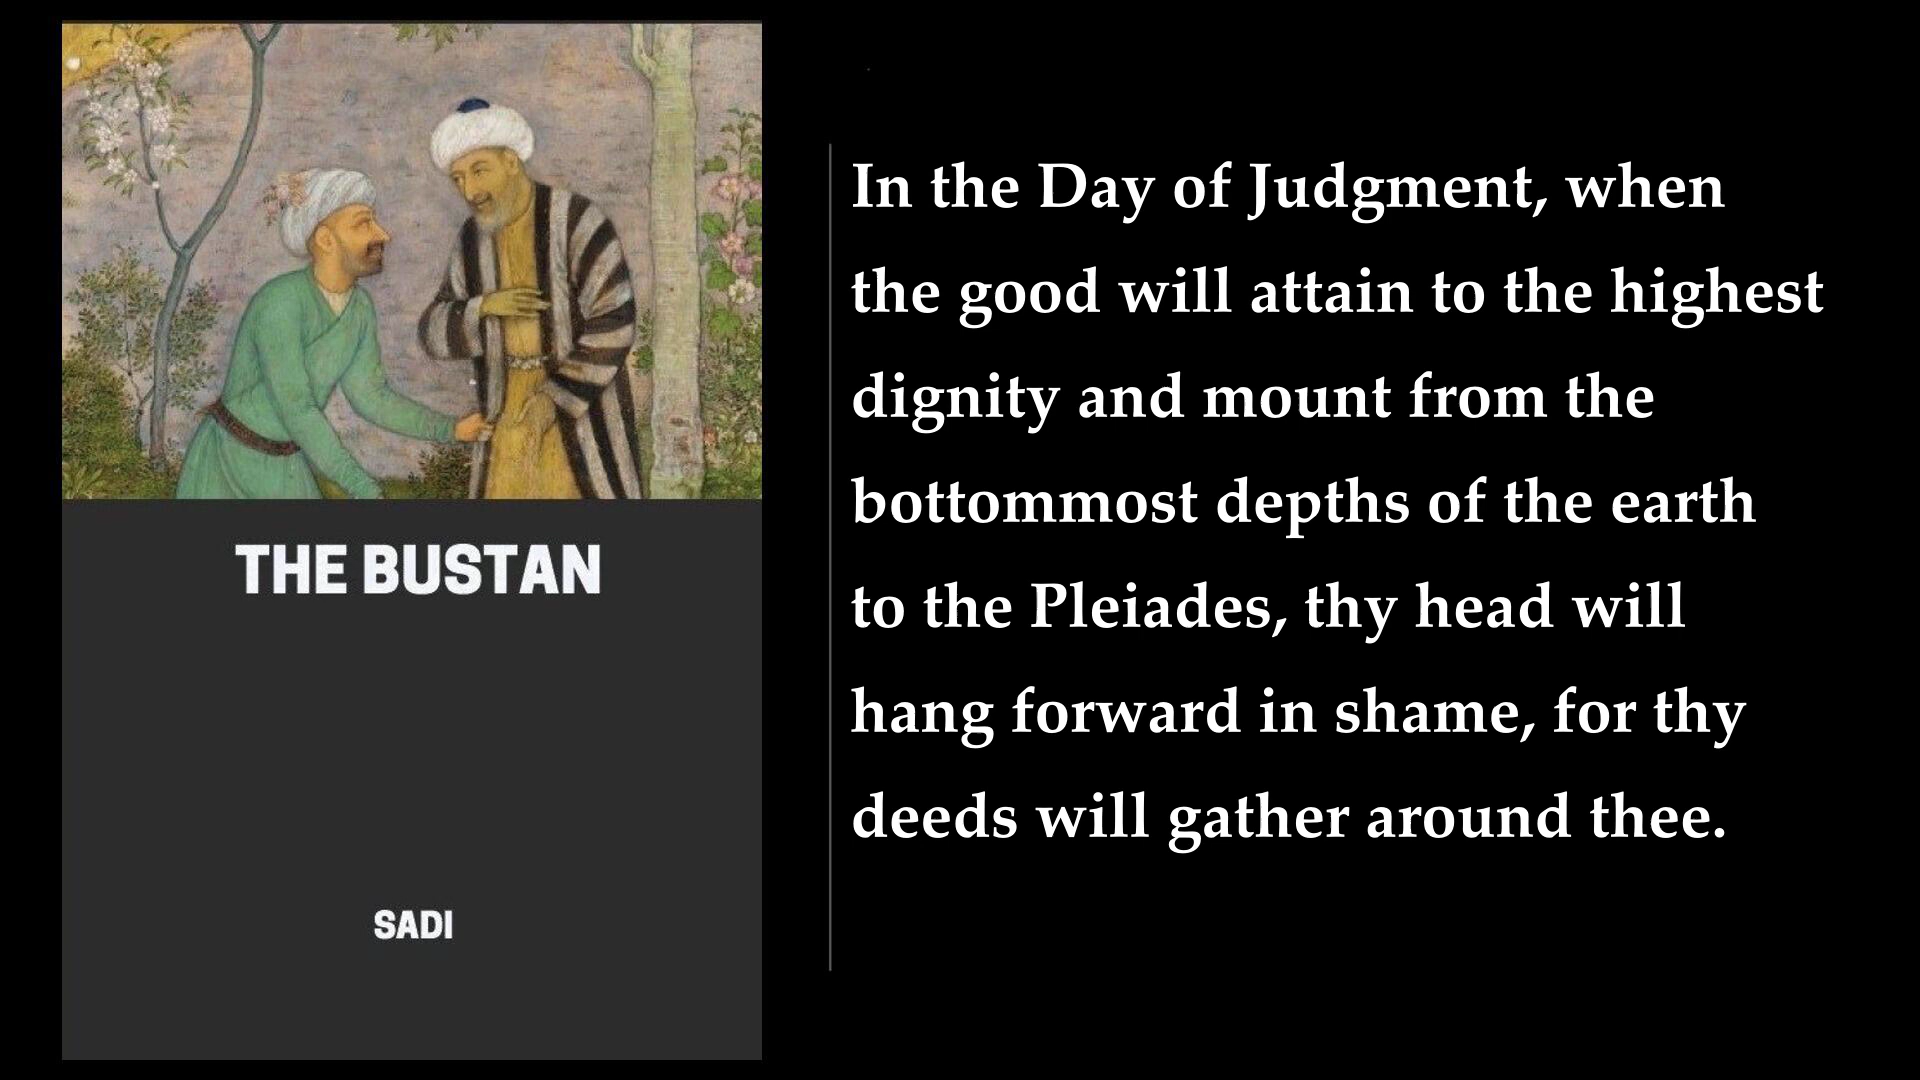 THE BUSTAN
SADI
In the Day of Judgment, when
the good will attain to the highest
dignity and mount from the
bottommost depths of the earth
to the Pleiades, thy head will
hang forward in shame, for thy
deeds will gather around thee.